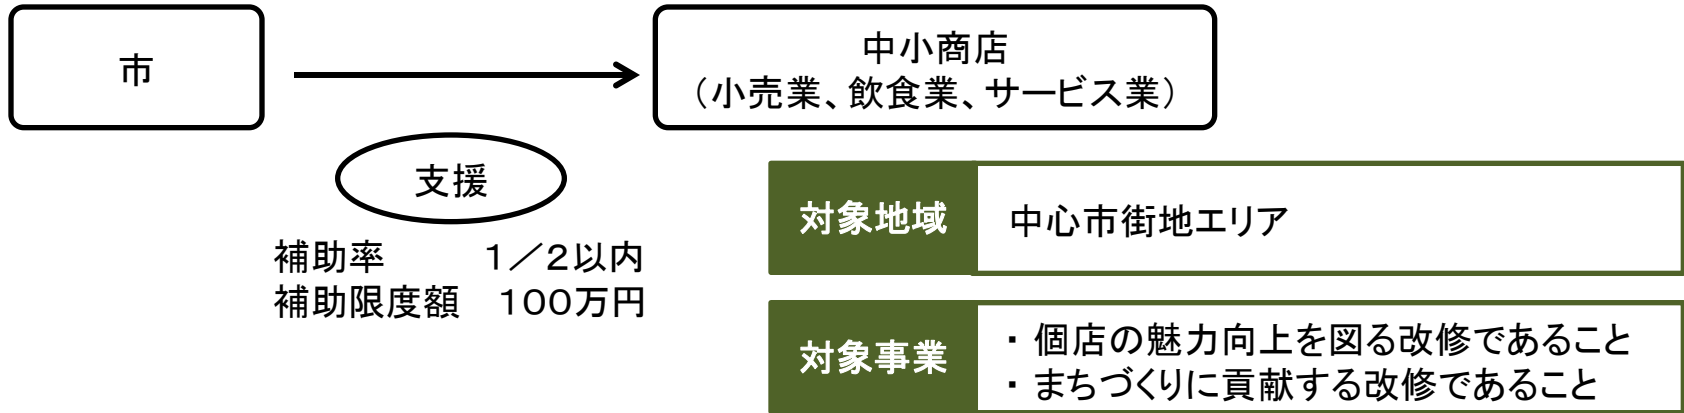 市
中小商店
（小売業、飲食業、サービス業）
支援
補助率　　１／２以内
補助限度額　１００万円
対象地域
中心市街地エリア
対象事業
・ 個店の魅力向上を図る改修であること
・ まちづくりに貢献する改修であること